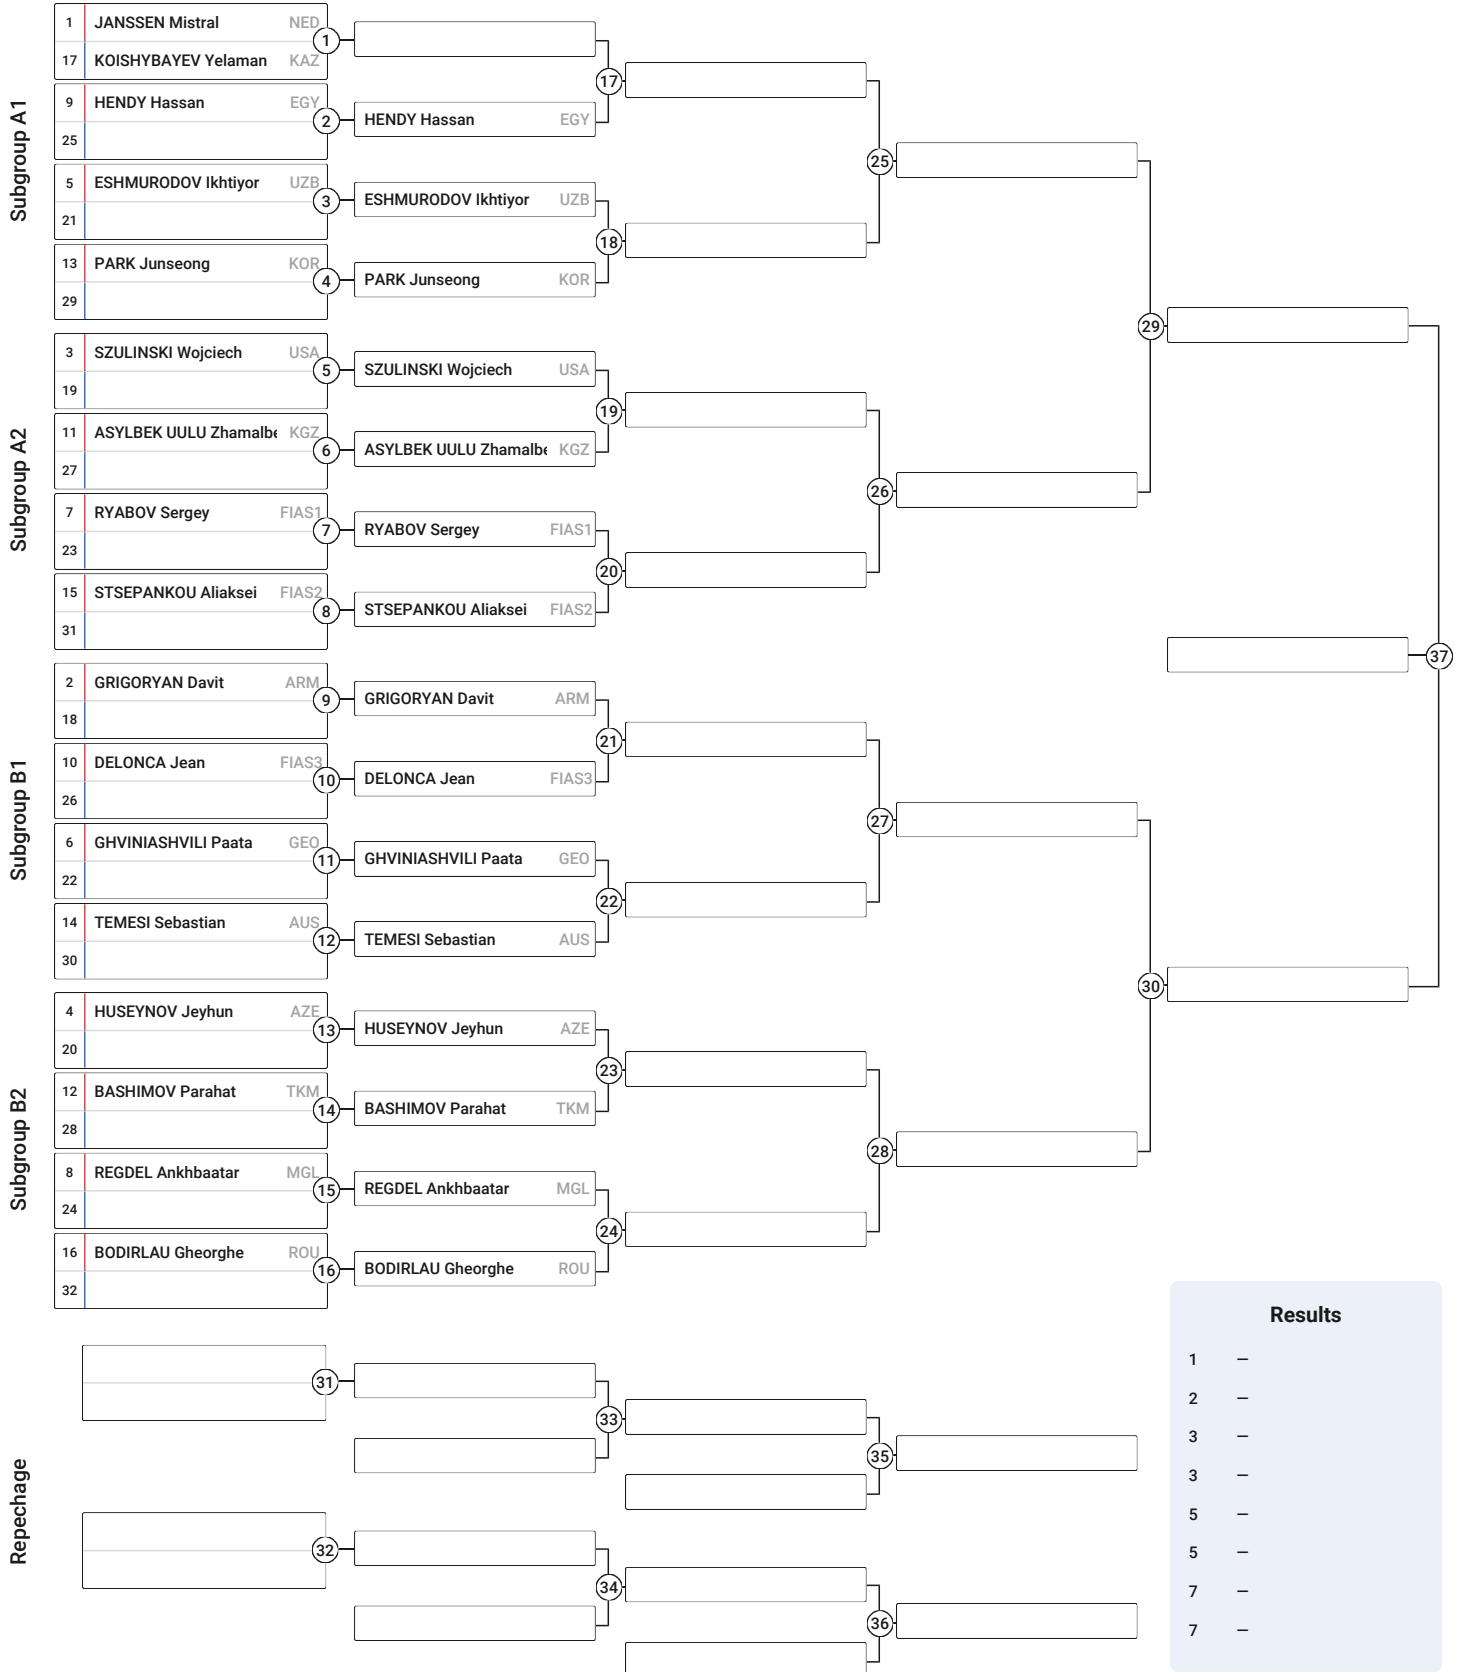 Subgroup A1
1 JANSSEN Mistral NED
17 KOISHYBAYEV Yelaman KAZ
1
9 HENDY Hassan EGY
25
2
HENDY Hassan EGY
17
5 ESHMURODOV Ikhtiyor UZB
21
3
ESHMURODOV Ikhtiyor UZB
13 PARK Junseong KOR
29
4
PARK Junseong KOR
18
25
Subgroup A2
3 SZULINSKI Wojciech USA
19
5
SZULINSKI Wojciech USA
11 ASYLBEK UULU Zhamalbe KGZ
27
6
ASYLBEK UULU Zhamalbe KGZ
19
7 RYABOV Sergey FIAS1
23
7
RYABOV Sergey FIAS1
15 STSEPANKOU Aliaksei FIAS2
31
8
STSEPANKOU Aliaksei FIAS2
20
26
29
Subgroup B1
2 GRIGORYAN Davit ARM
18
9
GRIGORYAN Davit ARM
10 DELONCA Jean FIAS3
26
10
DELONCA Jean FIAS3
21
6 GHVINIASHVILI Paata GEO
22
11
GHVINIASHVILI Paata GEO
14 TEMESI Sebastian AUS
30
12
TEMESI Sebastian AUS
22
27
Subgroup B2
4 HUSEYNOV Jeyhun AZE
20
13
HUSEYNOV Jeyhun AZE
12 BASHIMOV Parahat TKM
28
14
BASHIMOV Parahat TKM
23
8 REGDEL Ankhbaatar MGL
24
15
REGDEL Ankhbaatar MGL
16 BODIRLAU Gheorghe ROU
32
16
BODIRLAU Gheorghe ROU
24
28
30
37
Repechage
31
33
35
32
34
36
Results
1 –
2 –
3 –
3 –
5 –
5 –
7 –
7 –